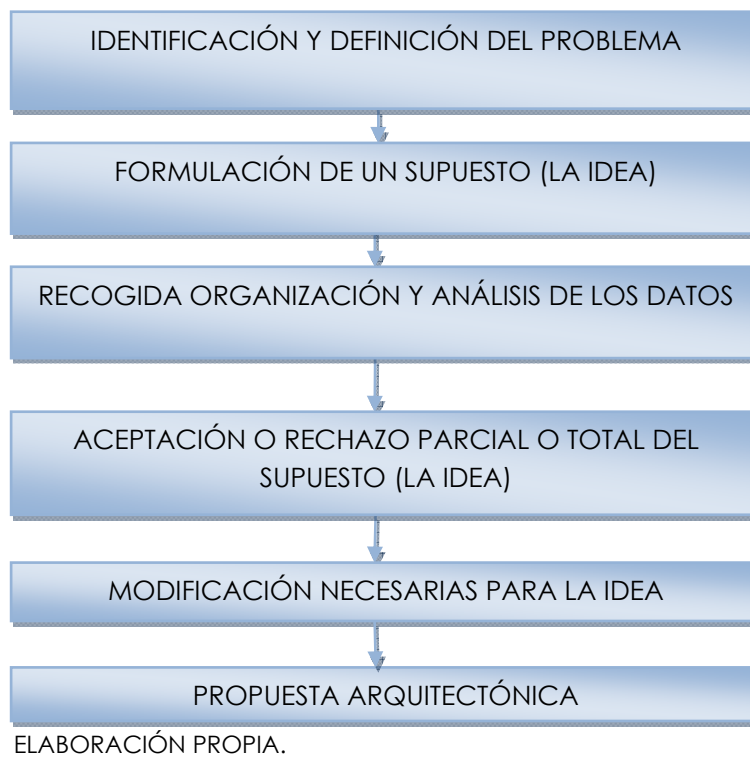 IDENTIFICACIÓN Y DEFINICIÓN DEL PROBLEMA
FORMULACIÓN DE UN SUPUESTO (LA IDEA)
RECOGIDA ORGANIZACIÓN Y ANÁLISIS DE LOS DATOS
ACEPTACIÓN O RECHAZO PARCIAL O TOTAL DEL
SUPUESTO (LA IDEA)
MODIFICACIÓN NECESARIAS PARA LA IDEA
PROPUESTA ARQUITECTÓNICA
ELABORACIÓN PROPIA.